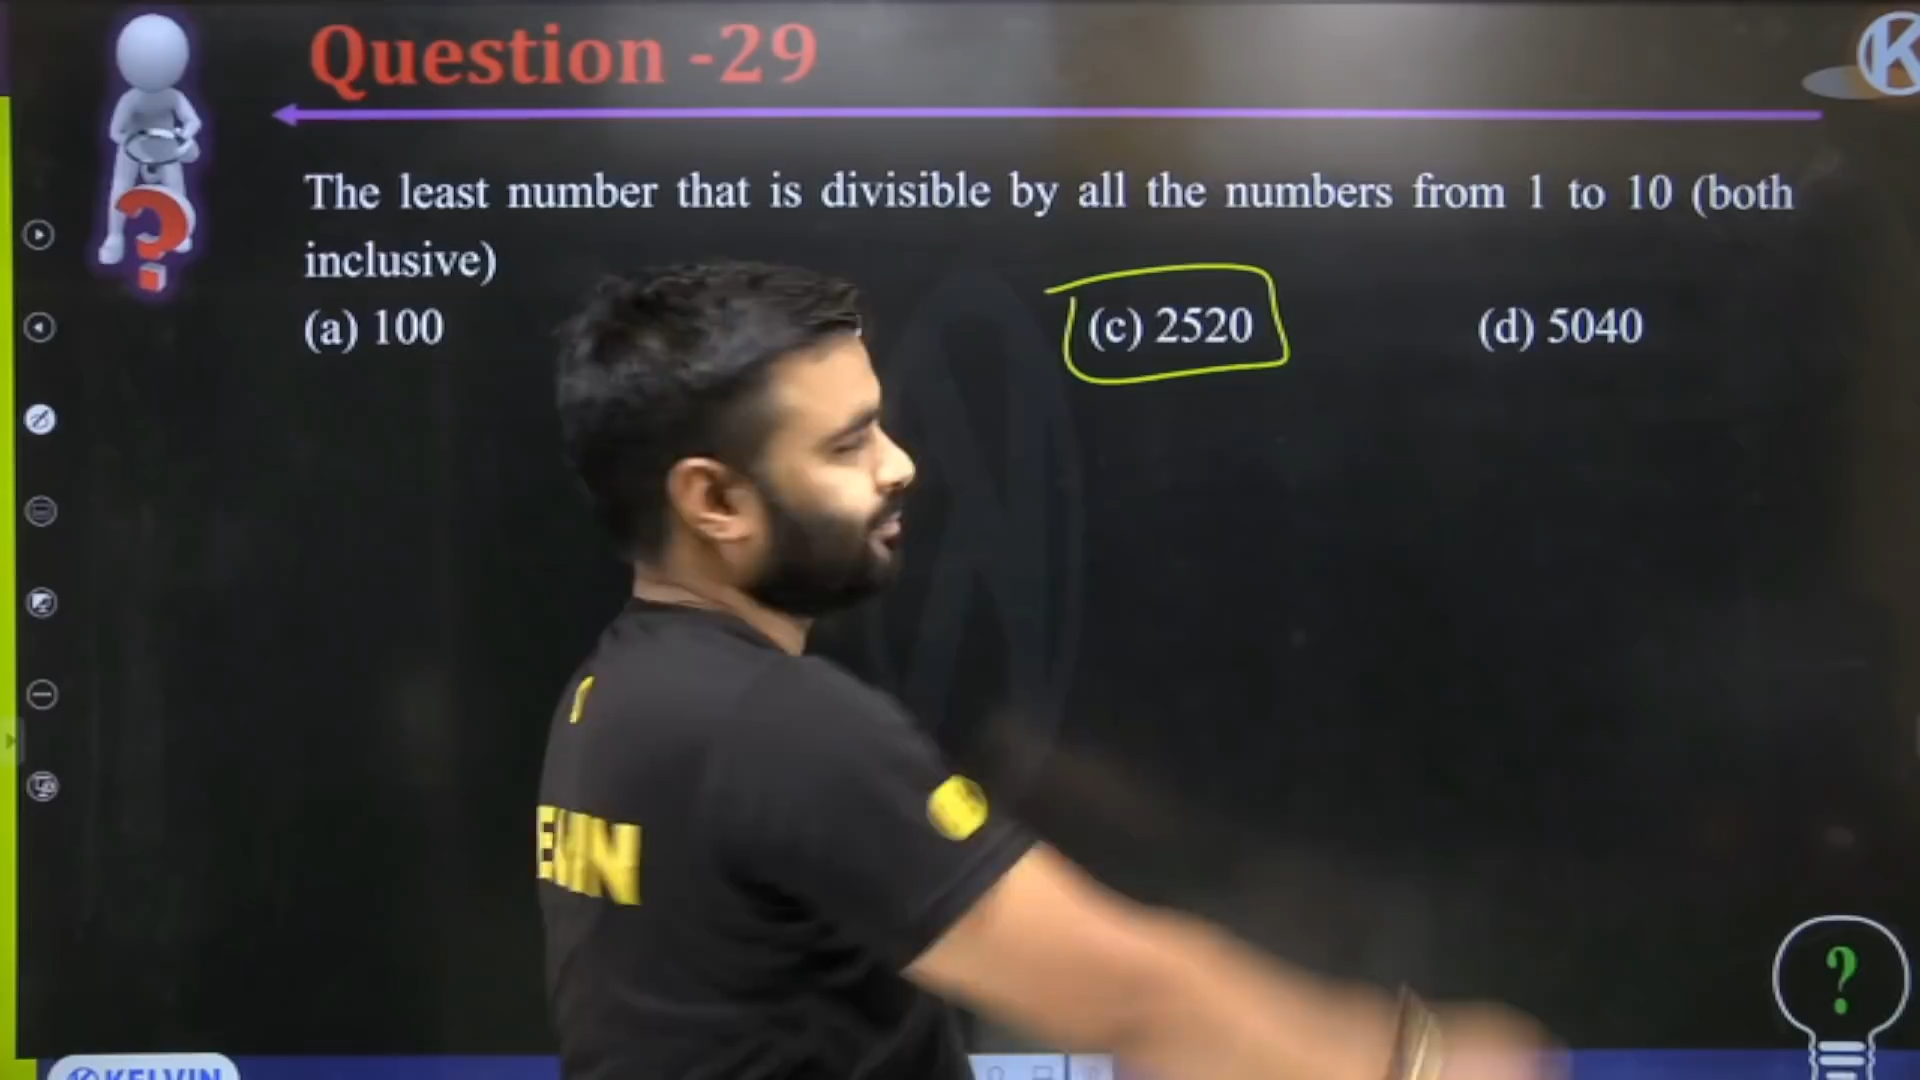 Question -29
The least number that is divisible by all the numbers from 1 to 10 (both
inclusive)
(a) 100 (c) 2520 (d) 5040
?
KELVIN